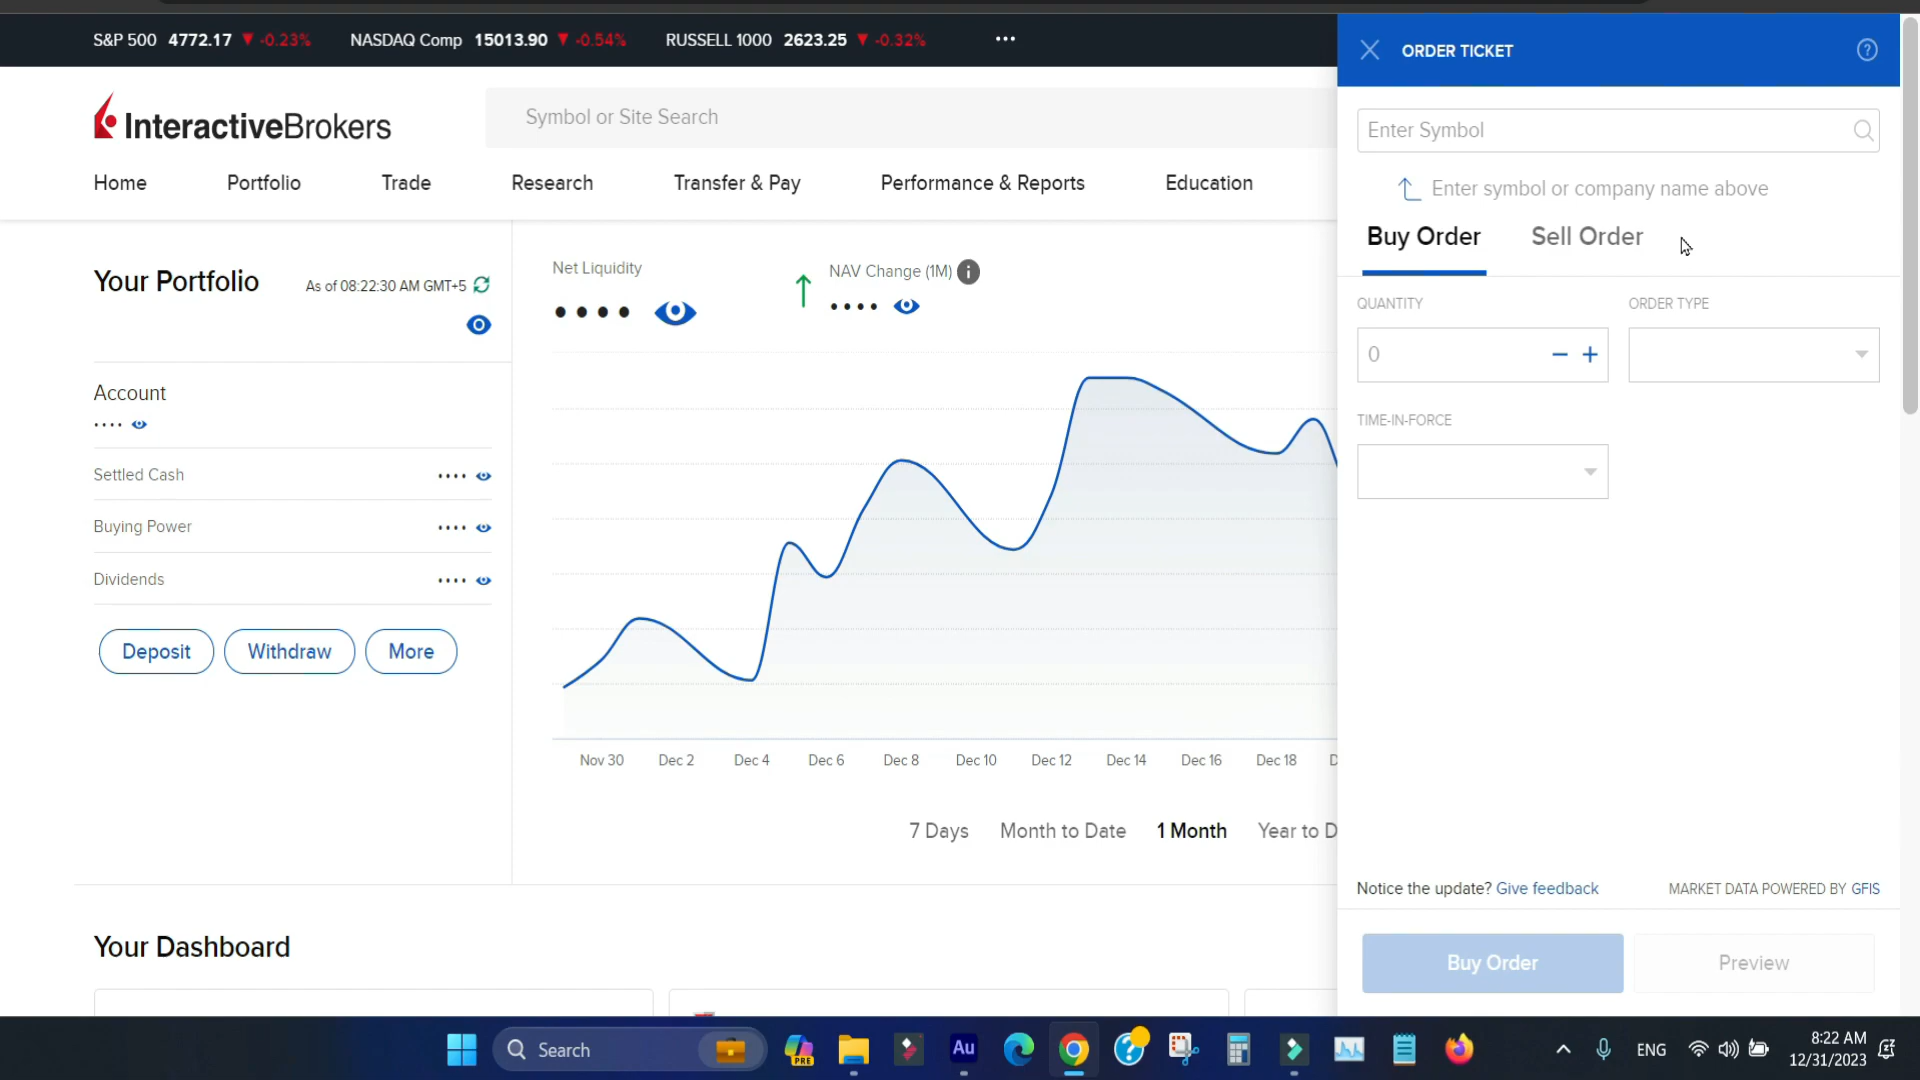 S&P 500 4772.17 ▼ -0.23% NASDAQ Comp 15013.90 ▼ -0.54% RUSSELL 1000 2623.25 ▼ -0.32% •••
InteractiveBrokers
Symbol or Site Search
Home Portfolio Trade Research Transfer & Pay Performance & Reports Education
Your Portfolio
As of 08:22:30 AM GMT+5
Account
••••
Settled Cash ••••
Buying Power ••••
Dividends ••••
Deposit Withdraw More
Net Liquidity
••••
NAV Change (1M)
••••
Nov 30 Dec 2 Dec 4 Dec 6 Dec 8 Dec 10 Dec 12 Dec 14 Dec 16 Dec 18 D
7 Days Month to Date 1 Month Year to D
Your Dashboard
ORDER TICKET
Enter Symbol
Enter symbol or company name above
Buy Order Sell Order
QUANTITY ORDER TYPE
0
TIME-IN-FORCE
Notice the update? Give feedback MARKET DATA POWERED BY GFIS
Buy Order Preview
Search
PRE
Au
ENG
8:22 AM
12/31/2023